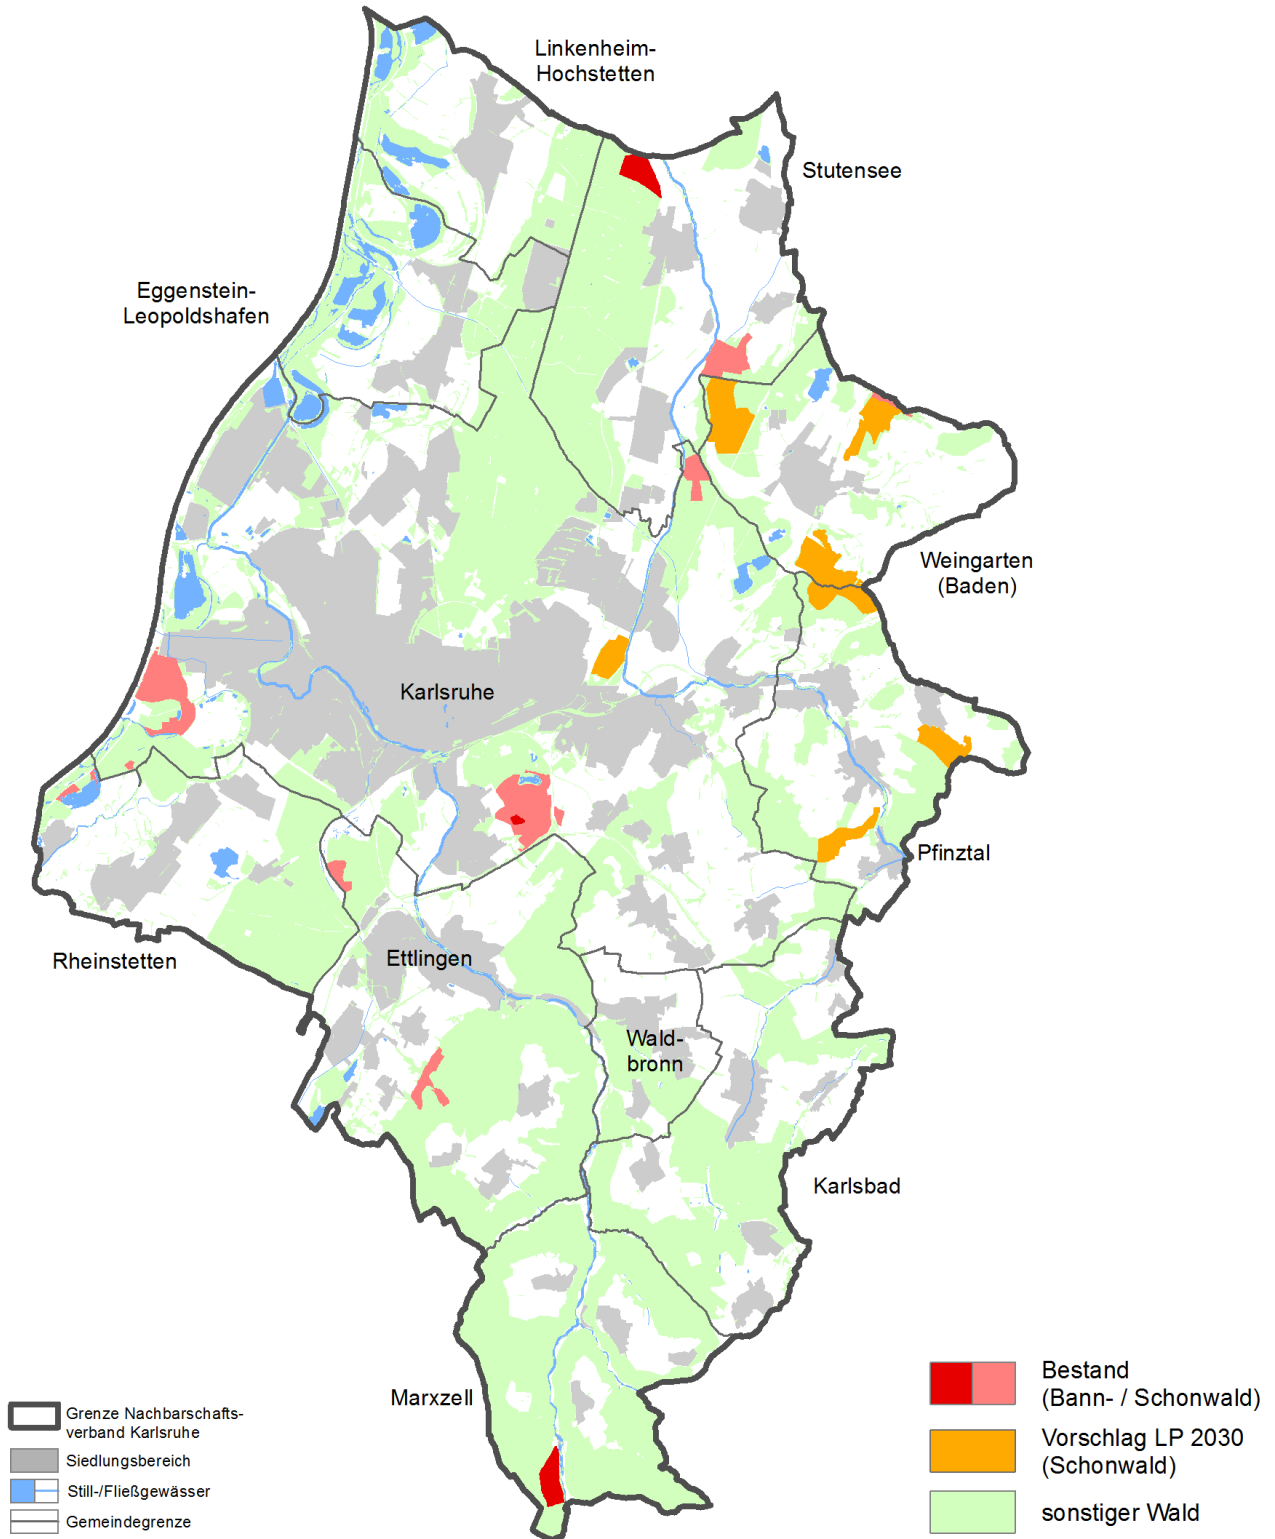 Linkenheim-
Hochstetten
Stutensee
Eggenstein-
Leopoldshafen
Weingarten
(Baden)
Karlsruhe
Pfinztal
Rheinstetten
Ettlingen
Wald-
bronn
Karlsbad
Marxzell
Grenze Nachbarschafts-
verband Karlsruhe
Siedlungsbereich
Still-/Fließgewässer
Gemeindegrenze
Bestand
(Bann- / Schonwald)
Vorschlag LP 2030
(Schonwald)
sonstiger Wald